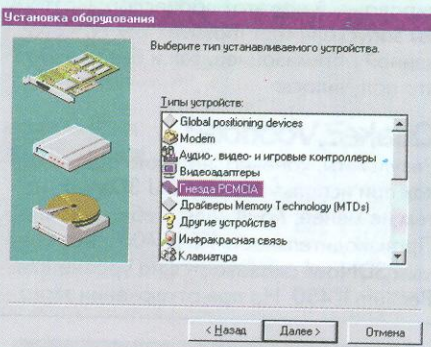 Установка оборудования
Выберите тип устанавливаемого устройства.
Типы устройств:
Global positioning devices
Modem
Аудио-, видео- и игровые контроллеры
Видеоадаптеры
Гнезда PCMCIA
Драйверы Memory Technology (MTDs)
Другие устройства
Инфракрасная связь
Клавиатура
< Назад
Далее >
Отмена